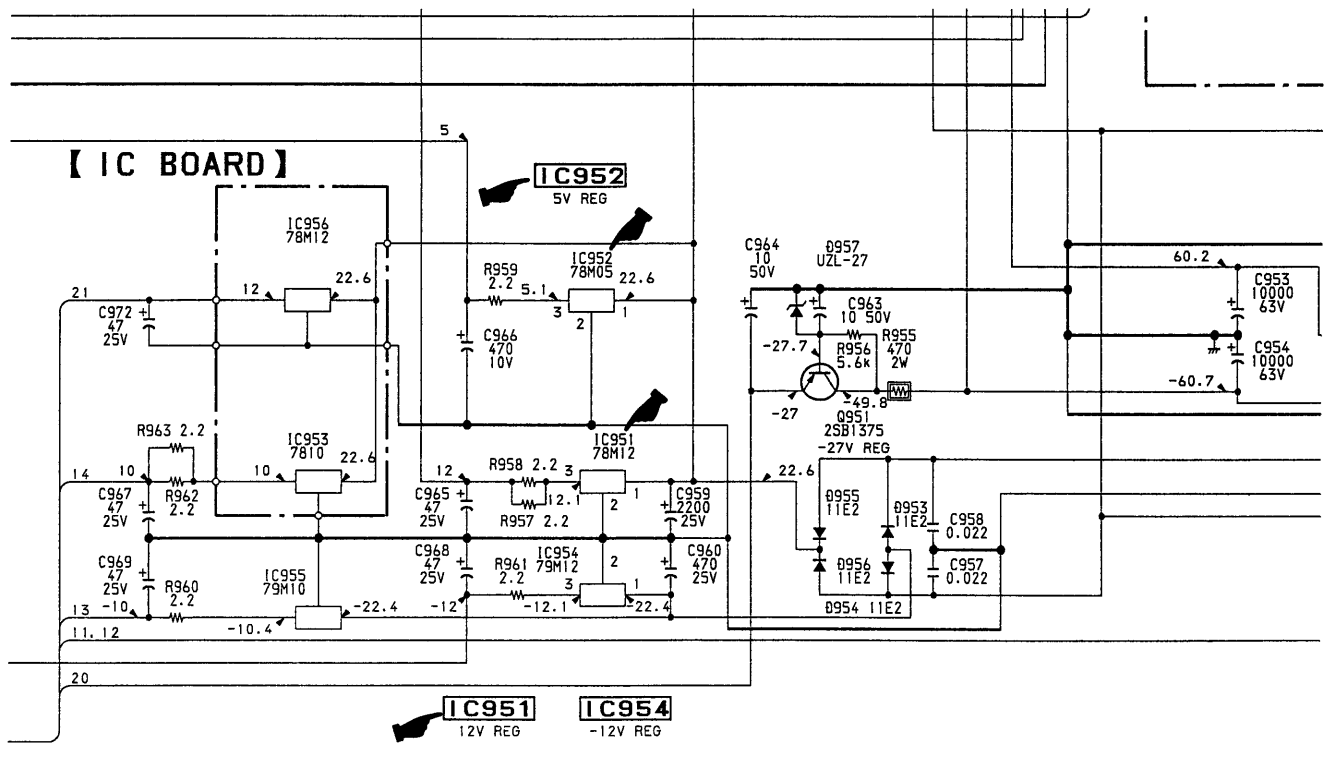 5
【 IC BOARD 】
IC952
5V REG
IC956
78M12
12
22.6
21
C972
47
25V
IC952
78M05
R959
2.2
5.1
22.6
3
2
1
C966
470
10V
C964
10
50V
D957
UZL-27
C963
10 50V
R955
470
2W
-27.7
R956
5.6k
-27
-49.8
Q951
2SB1375
-27V REG
60.2
C953
10000
63V
C954
10000
63V
-60.7
R963 2.2
IC953
7810
10
10
22.6
14
R962
2.2
C967
47
25V
IC951
78M12
12
R958 2.2
3
12.1
1
2
R957 2.2
C965
47
25V
C959
2200
25V
22.6
D955
11E2
D953
11E2
C958
0.022
C969
47
25V
R960
2.2
IC955
79M10
C968
47
25V
R961
2.2
IC954
79M12
2
3
1
C960
470
25V
D956
11E2
C957
0.022
D954 11E2
13
-10
-22.4
-10.4
-12
-12.1
-22.4
11,12
20
IC951
12V REG
IC954
-12V REG